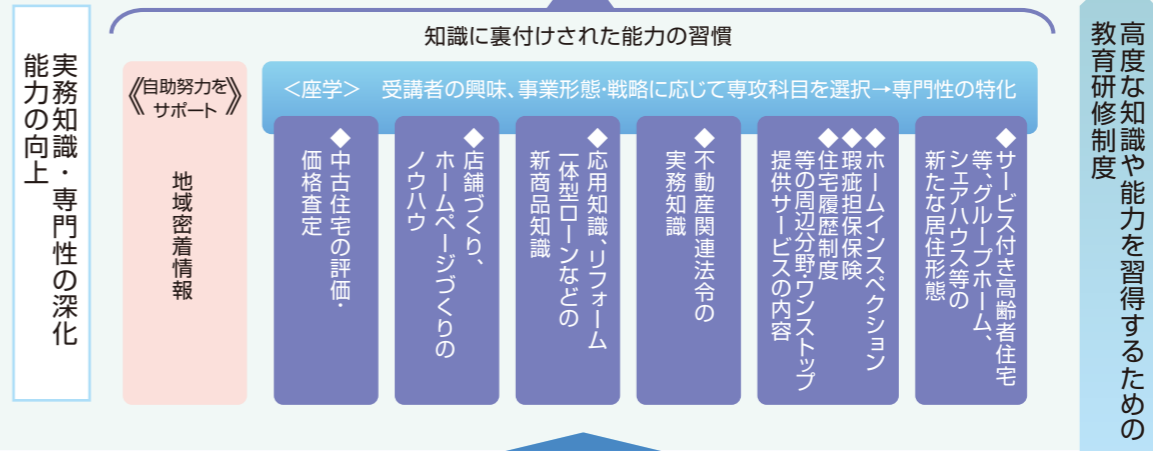 知識に裏付けされた能力の習慣
実務知識・専門性の深化
能力の向上
《自助努力を
サポート》
地域密着情報
<座学>　受講者の興味、事業形態・戦略に応じて専攻科目を選択→専門性の特化
◆中古住宅の評価・
価格査定
◆店舗づくり、
ホームページづくりの
ノウハウ
◆応用知識、リフォーム
一体型ローンなどの
新商品知識
◆不動産関連法令の
実務知識
◆ホームインスペクション
◆瑕疵担保保険
◆住宅履歴制度
等の周辺分野・ワンストップ
提供サービスの内容
◆サービス付き高齢者住宅
等、グループホーム、
シェアハウス等の
新たな居住形態
高度な知識や能力を習得するための
教育研修制度